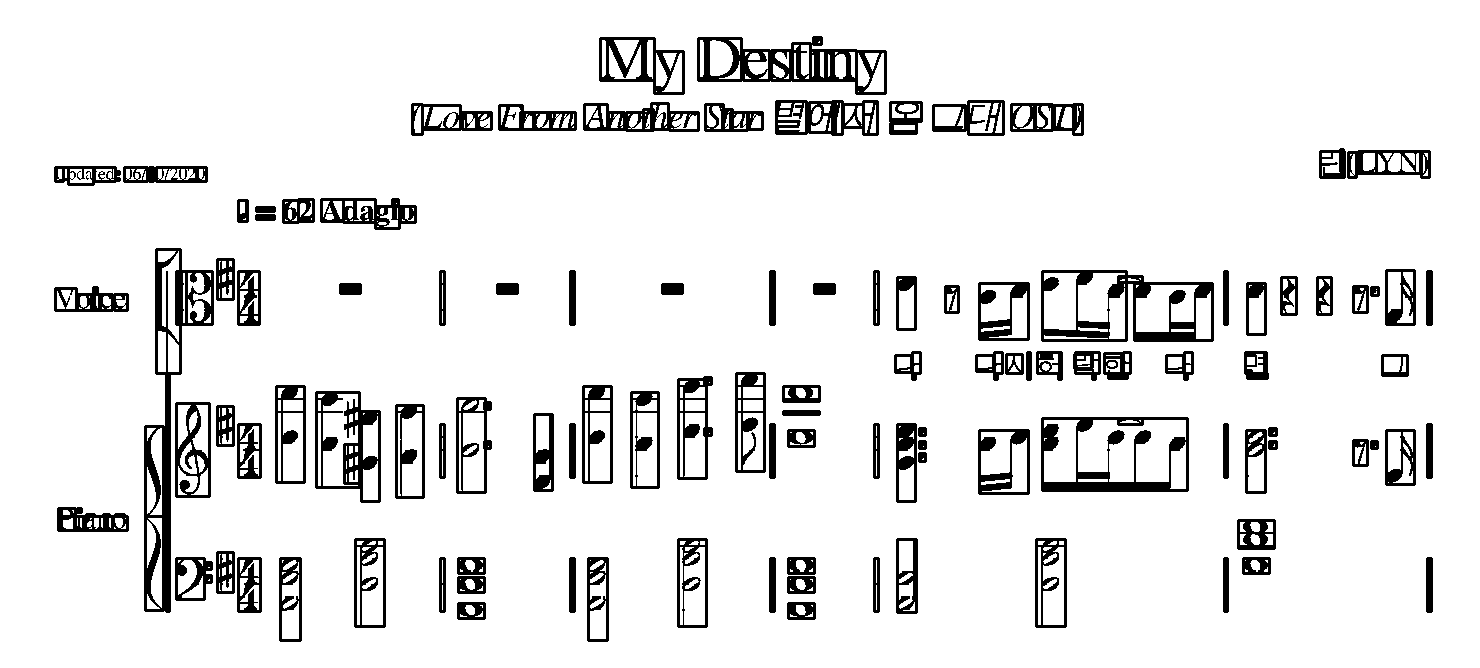 My Destiny
(Love From Another Star 별에서 온 그대 OST)
린(LYN)
Updated: 06/10/2020
♩ = 62 Adagio
Voice
Piano